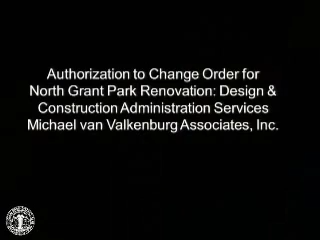 Authorization to Change Order for
North Grant Park Renovation: Design &
Construction Administration Services
Michael van Valkenburg Associates, Inc.